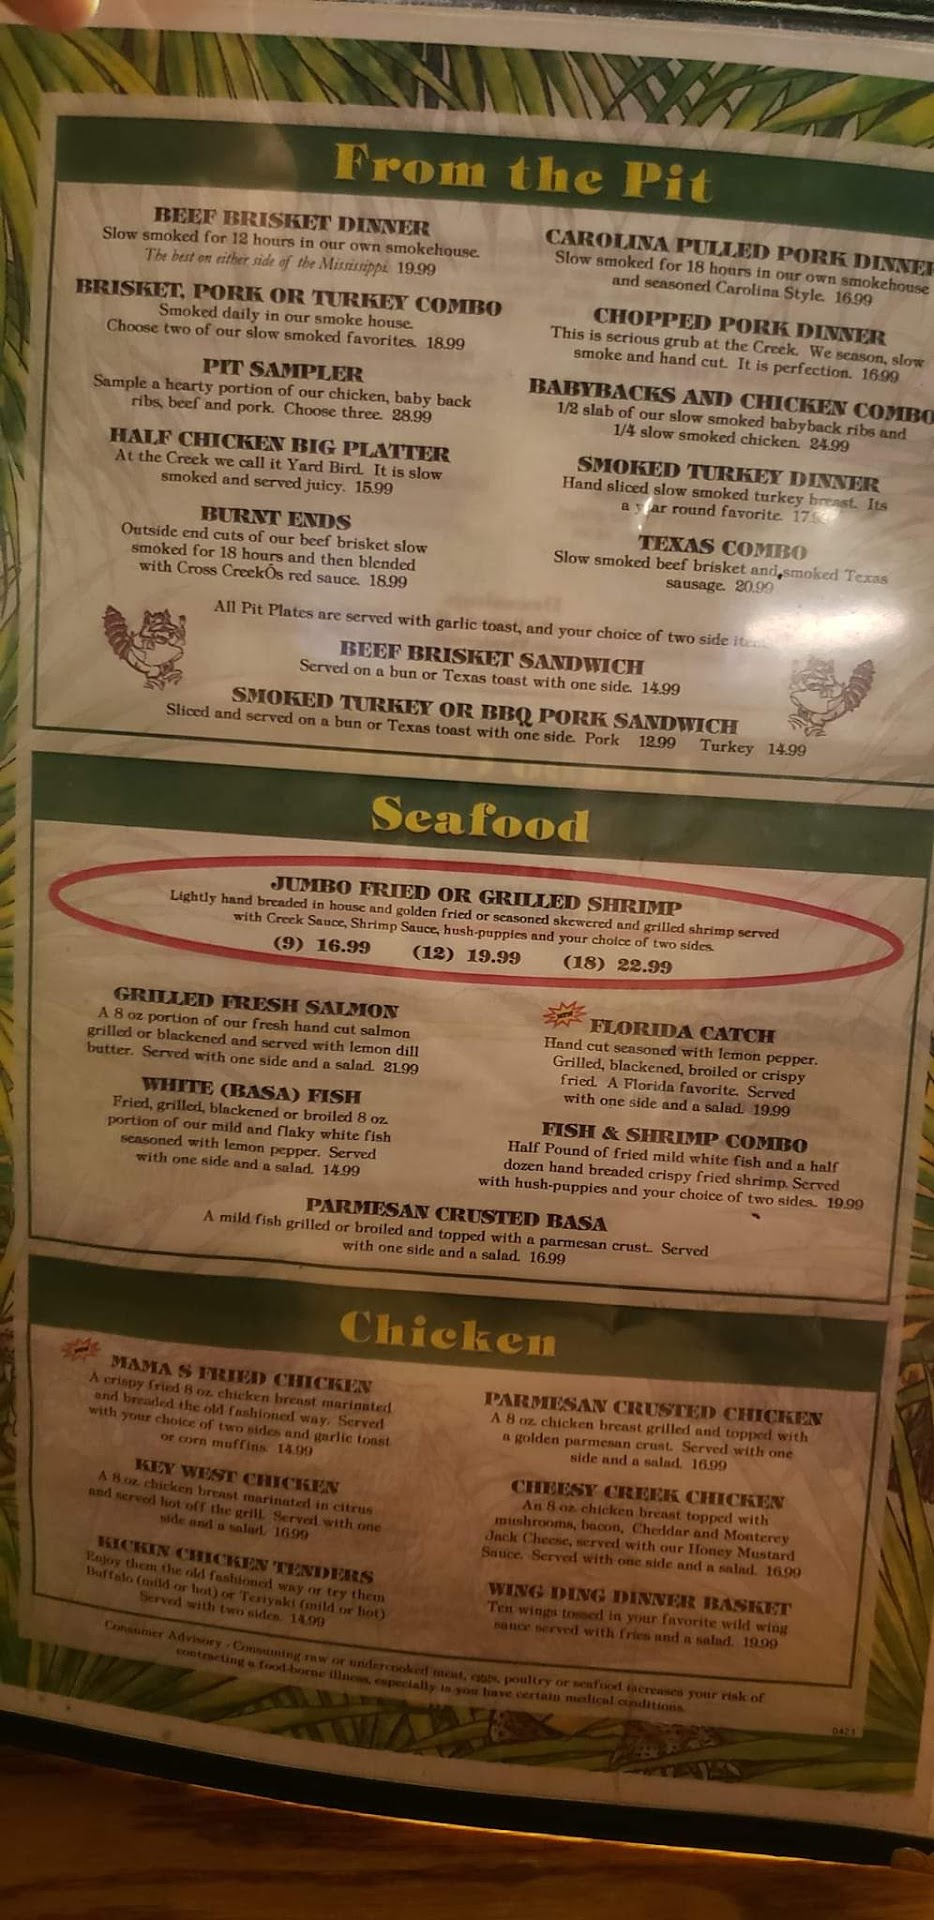 From the Pit
BEEF BRISKET DINNER
Slow smoked for 12 hours in our own smokehouse.
The best on either side of the Mississippi. 19.99
BRISKET, PORK OR TURKEY COMBO
Smoked daily in our smoke house.
Choose two of our slow smoked favorites. 18.99
PIT SAMPLER
Sample a hearty portion of our chicken, baby back
ribs, beef and pork. Choose three. 28.99
HALF CHICKEN BIG PLATTER
At the Creek we call it Yard Bird. It is slow
smoked and served juicy. 15.99
BURNT ENDS
Outside end cuts of our beef brisket slow
smoked for 18 hours and then blended
with Cross CreekÕs red sauce. 18.99
CAROLINA PULLED PORK DINNER
Slow smoked for 18 hours in our own smokehouse
and seasoned Carolina Style. 16.99
CHOPPED PORK DINNER
This is serious grub at the Creek. We season, slow
smoke and hand cut. It is perfection. 16.99
BABYBACKS AND CHICKEN COMBO
1/2 slab of our slow smoked babyback ribs and
1/4 slow smoked chicken. 24.99
SMOKED TURKEY DINNER
Hand sliced slow smoked turkey breast. Its
a year round favorite.
TEXAS COMBO
Slow smoked beef brisket and smoked Texas
sausage. 20.99
All Pit Plates are served with garlic toast, and your choice of two side
BEEF BRISKET SANDWICH
Served on a bun or Texas toast with one side. 14.99
SMOKED TURKEY OR BBQ PORK SANDWICH
Sliced and served on a bun or Texas toast with one side. Pork 12.99 Turkey 14.99
Seafood
JUMBO FRIED OR GRILLED SHRIMP
Lightly hand breaded in house and golden fried or seasoned skewered and grilled shrimp served
with Creek Sauce, Shrimp Sauce, hush-puppies and your choice of two sides.
(9) 16.99 (12) 19.99 (18) 22.99
GRILLED FRESH SALMON
A 8 oz portion of our fresh hand cut salmon
grilled or blackened and served with lemon dill
butter. Served with one side and a salad. 21.99
WHITE (BASA) FISH
Fried, grilled, blackened or broiled 8 oz.
portion of our mild and flaky white fish
seasoned with lemon pepper. Served
with one side and a salad. 14.99
NEW
FLORIDA CATCH
Hand cut seasoned with lemon pepper.
Grilled, blackened, broiled or crispy
fried. A Florida favorite. Served
with one side and a salad. 19.99
FISH & SHRIMP COMBO
Half Pound of fried mild white fish and a half
dozen hand breaded crispy fried shrimp. Served
with hush-puppies and your choice of two sides. 19.99
PARMESAN CRUSTED BASA
A mild fish grilled or broiled and topped with a parmesan crust. Served
with one side and a salad. 16.99
Chicken
NEW
MAMA S FRIED CHICKEN
A crispy fried 8 oz. chicken breast marinated
and breaded the old fashioned way. Served
with your choice of two sides and garlic toast
or corn muffins. 14.99
KEY WEST CHICKEN
A 8 oz. chicken breast marinated in citrus
and served hot off the grill. Served with one
side and a salad. 16.99
KICKIN CHICKEN TENDERS
Enjoy them the old fashioned way or try them
Buffalo (mild or hot) or Teriyaki (mild or hot)
Served with two sides. 14.99
PARMESAN CRUSTED CHICKEN
A 8 oz. chicken breast grilled and topped with
a golden parmesan crust. Served with one
side and a salad. 16.99
CHEESY CREEK CHICKEN
An 8 oz. chicken breast topped with
mushrooms, bacon, Cheddar and Monterey
Jack Cheese, served with our Honey Mustard
Sauce. Served with one side and a salad. 16.99
WING DING DINNER BASKET
Ten wings tossed in your favorite wild wing
sauce served with fries and a salad. 19.99
Consumer Advisory - Consuming raw or undercooked meat, eggs, poultry or seafood increases your risk of
contracting a food-borne illness, especially is you have certain medical conditions.
0421